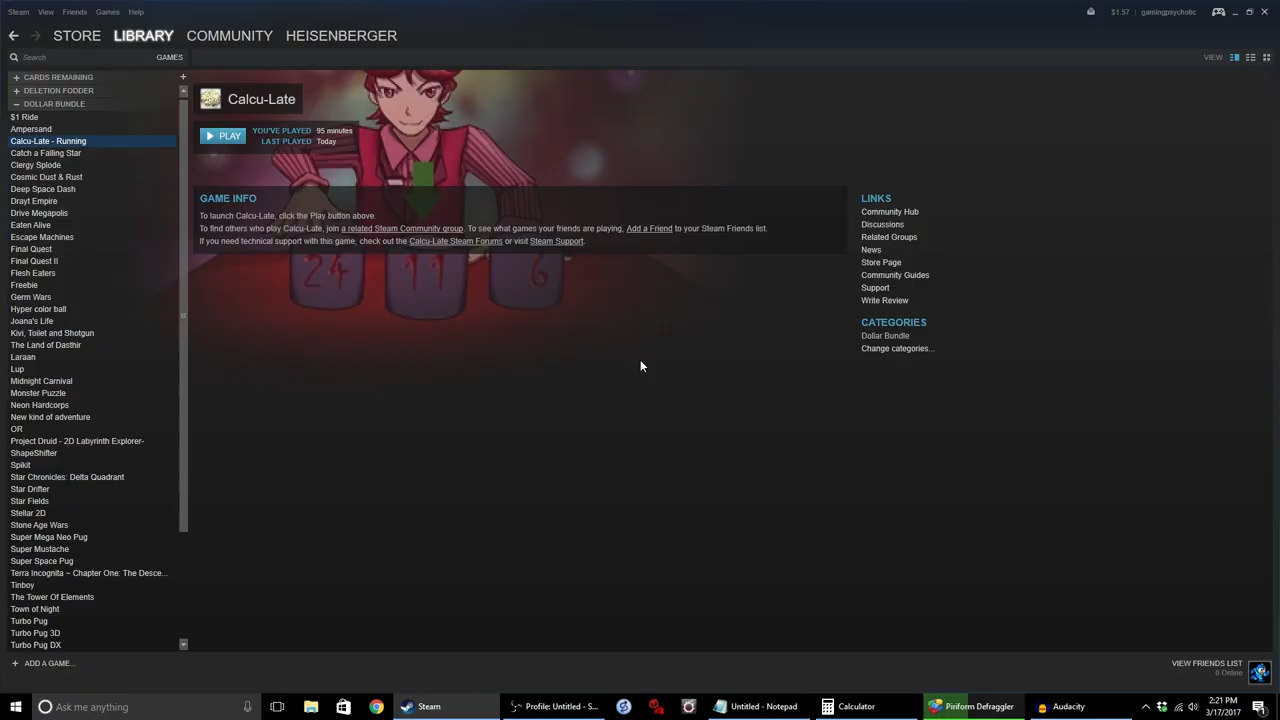 Steam View Friends Games Help
$1.57 gamingpsychotic
STORE LIBRARY COMMUNITY HEISENBERGER
Search GAMES
VIEW
+ CARDS REMAINING +
+ DELETION FODDER
− DOLLAR BUNDLE
$1 Ride
Ampersand
Calcu-Late - Running
Catch a Falling Star
Clergy Splode
Cosmic Dust & Rust
Deep Space Dash
Drayt Empire
Drive Megapolis
Eaten Alive
Escape Machines
Final Quest
Final Quest II
Flesh Eaters
Freebie
Germ Wars
Hyper color ball
Joana's Life
Kivi, Toilet and Shotgun
The Land of Dasthir
Laraan
Lup
Midnight Carnival
Monster Puzzle
Neon Hardcorps
New kind of adventure
OR
Project Druid - 2D Labyrinth Explorer-
ShapeShifter
Spikit
Star Chronicles: Delta Quadrant
Star Drifter
Star Fields
Stellar 2D
Stone Age Wars
Super Mega Neo Pug
Super Mustache
Super Space Pug
Terra Incognita ~ Chapter One: The Desce...
Tinboy
The Tower Of Elements
Town of Night
Turbo Pug
Turbo Pug 3D
Turbo Pug DX
+ ADD A GAME...
Calcu-Late
PLAY
YOU'VE PLAYED 95 minutes
LAST PLAYED Today
GAME INFO
To launch Calcu-Late, click the Play button above.
To find others who play Calcu-Late, join a related Steam Community group. To see what games your friends are playing, Add a Friend to your Steam Friends list.
If you need technical support with this game, check out the Calcu-Late Steam Forums or visit Steam Support.
24 11 6
LINKS
Community Hub
Discussions
Related Groups
News
Store Page
Community Guides
Support
Write Review
CATEGORIES
Dollar Bundle
Change categories...
VIEW FRIENDS LIST
0 Online
Ask me anything
Steam
Profile: Untitled - S...
Untitled - Notepad
Calculator
Piriform Defraggler
Audacity
2:21 PM
3/17/2017